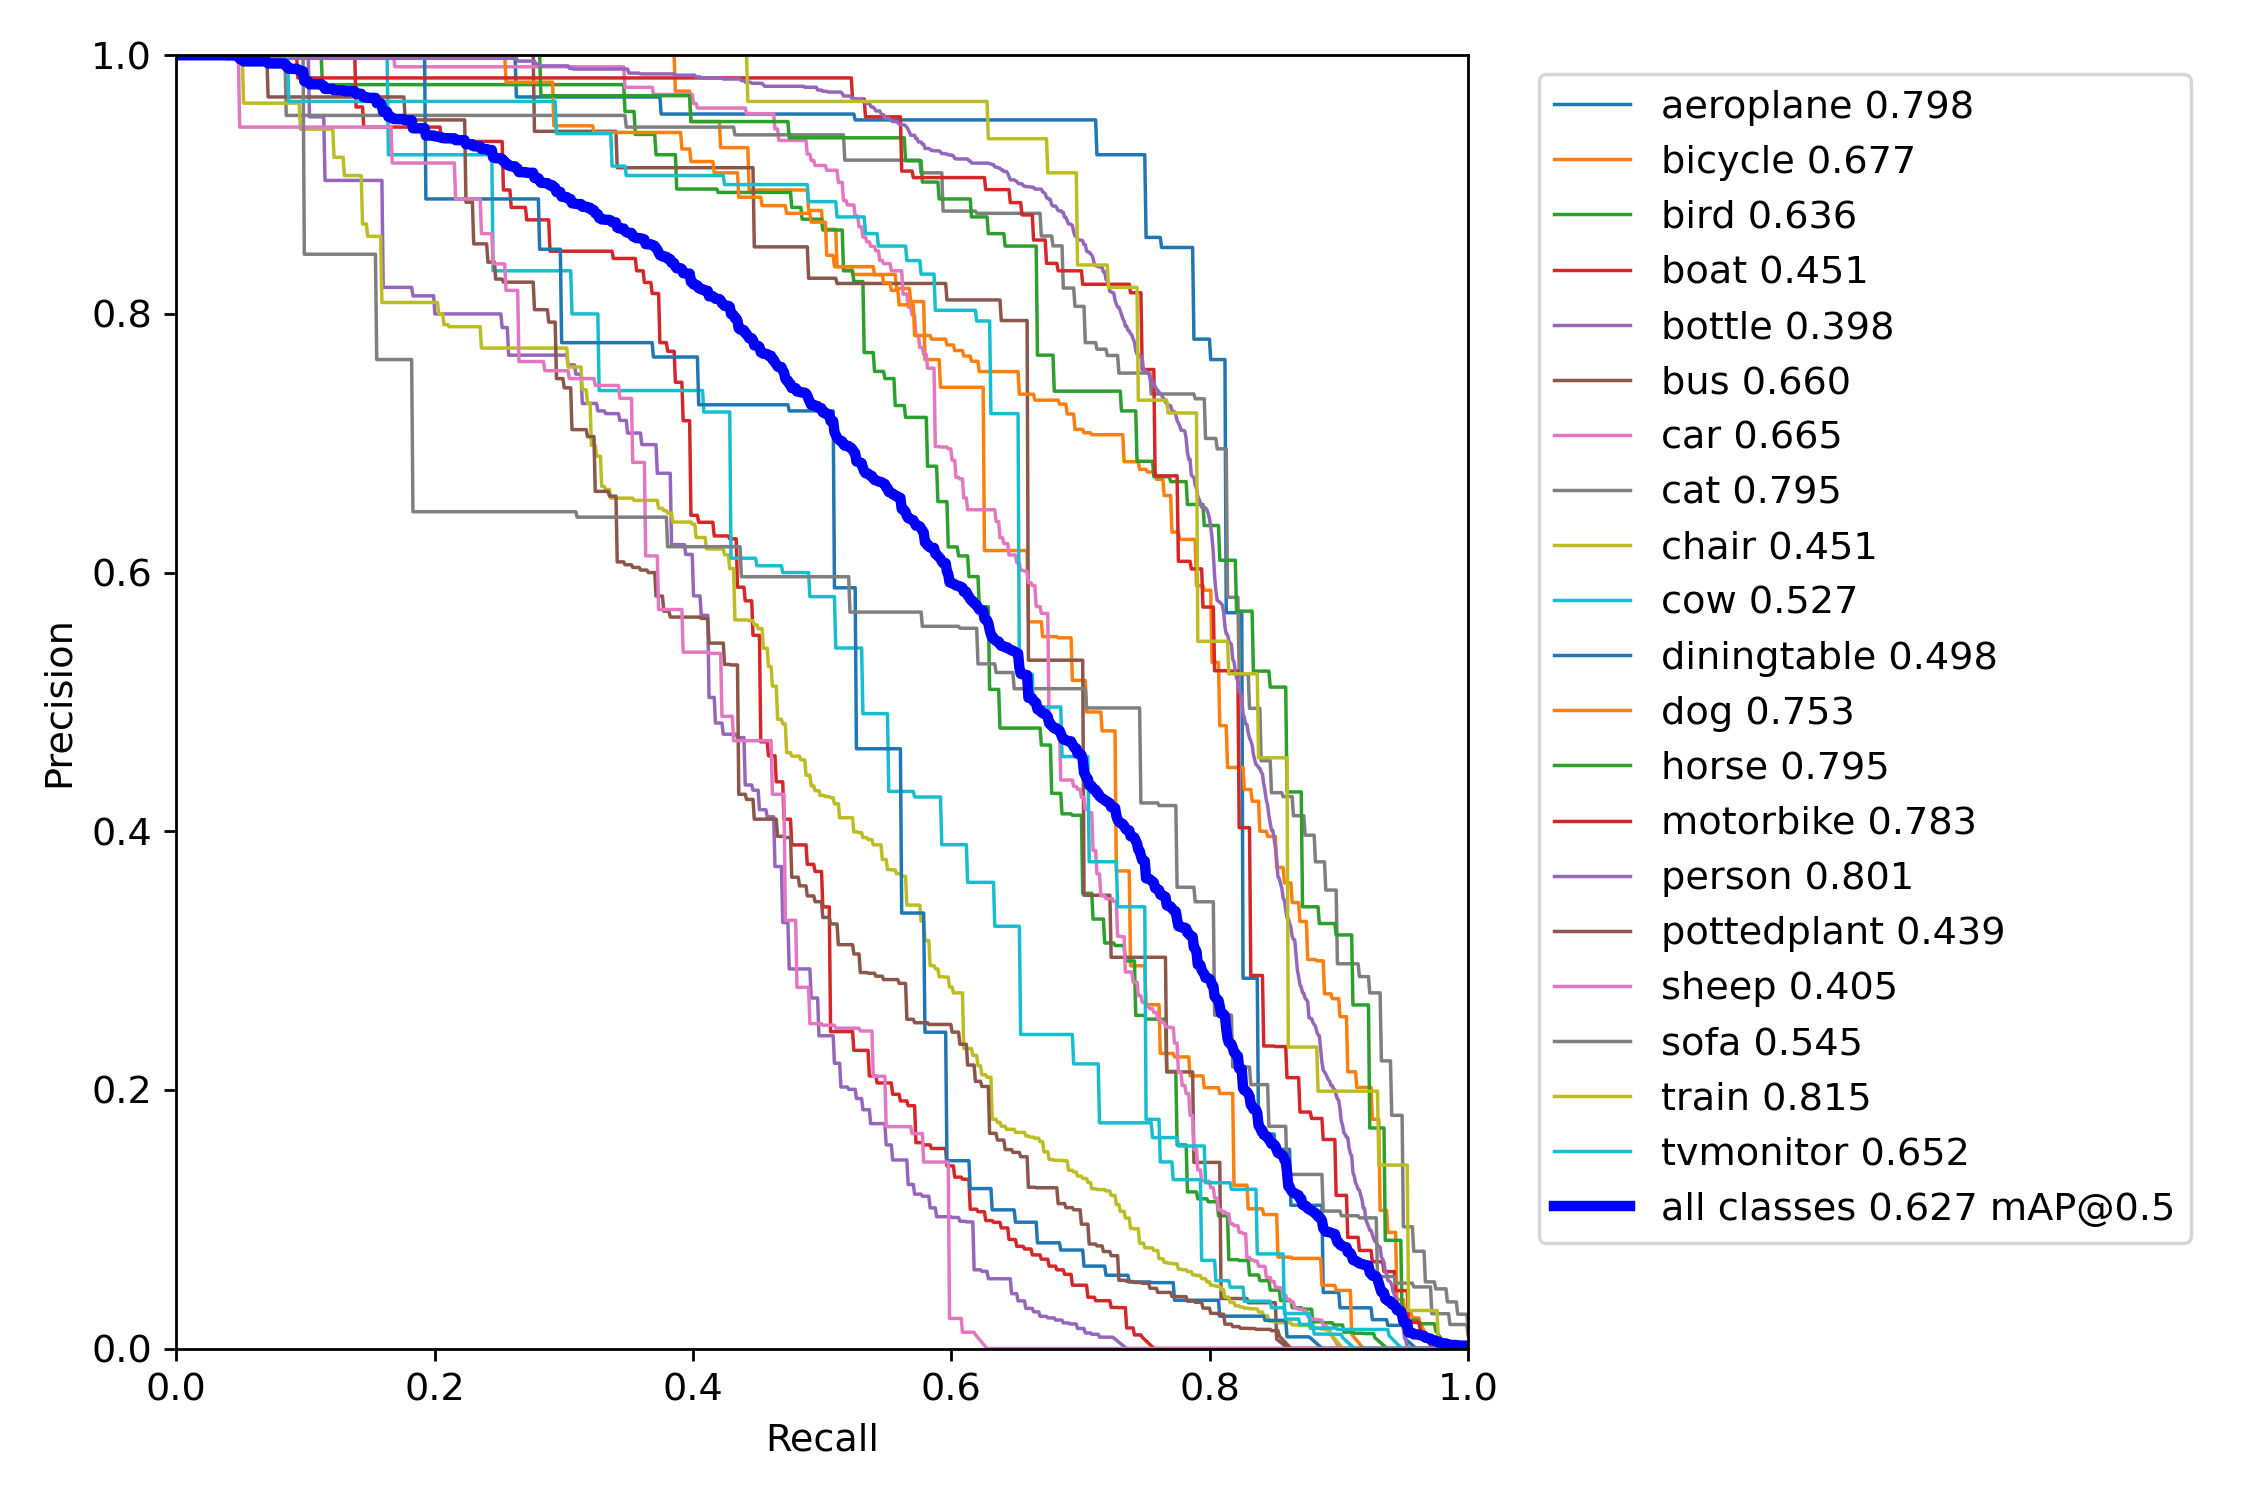 1.0
0.8
0.6
0.4
0.2
0.0
Precision
0.0 0.2 0.4 0.6 0.8 1.0
Recall
aeroplane 0.798
bicycle 0.677
bird 0.636
boat 0.451
bottle 0.398
bus 0.660
car 0.665
cat 0.795
chair 0.451
cow 0.527
diningtable 0.498
dog 0.753
horse 0.795
motorbike 0.783
person 0.801
pottedplant 0.439
sheep 0.405
sofa 0.545
train 0.815
tvmonitor 0.652
all classes 0.627 mAP@0.5